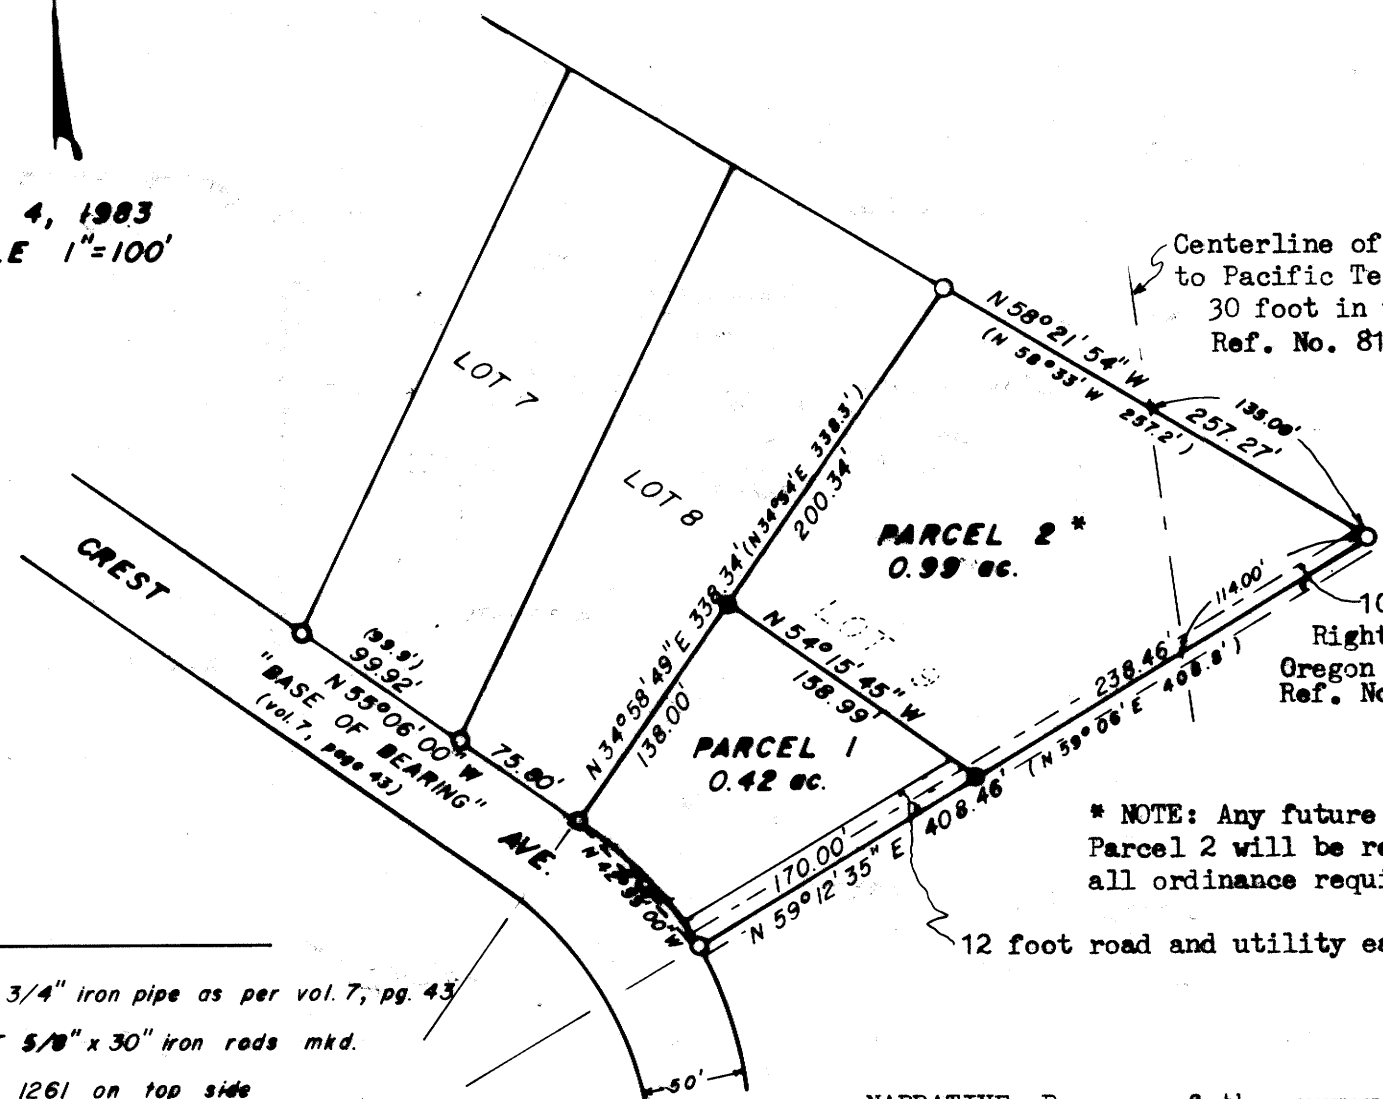 4, 1983
LE 1"=100'
Centerline of
to Pacific Te
30 foot in
Ref. No. 81
N 58°21'54" W
(N 58°33' W 257.2')
135.00'
257.27'
LOT 7
LOT 8
(N 34°54'E 338.3')
200.34'
PARCEL 2 *
0.99 ac.
N 34°58'49" E 338.34'
138.00'
LOT 9
N 54°15'45" W
158.99'
114.00'
10
Right
Oregon
Ref. No
238.46'
(N 59°06' E 408.8')
CREST
AVE.
(99.9')
99.92'
N 55°06'00" W
"BASE OF BEARING"
(vol. 7, page 43)
75.80'
PARCEL 1
0.42 ac.
170.00'
N 59°12'35" E 408.46'
* NOTE: Any future
Parcel 2 will be re
all ordinance requi
12 foot road and utility ea
3/4" iron pipe as per vol. 7, pg. 43
5/8" x 30" iron rods mkd.
1261 on top side
50'